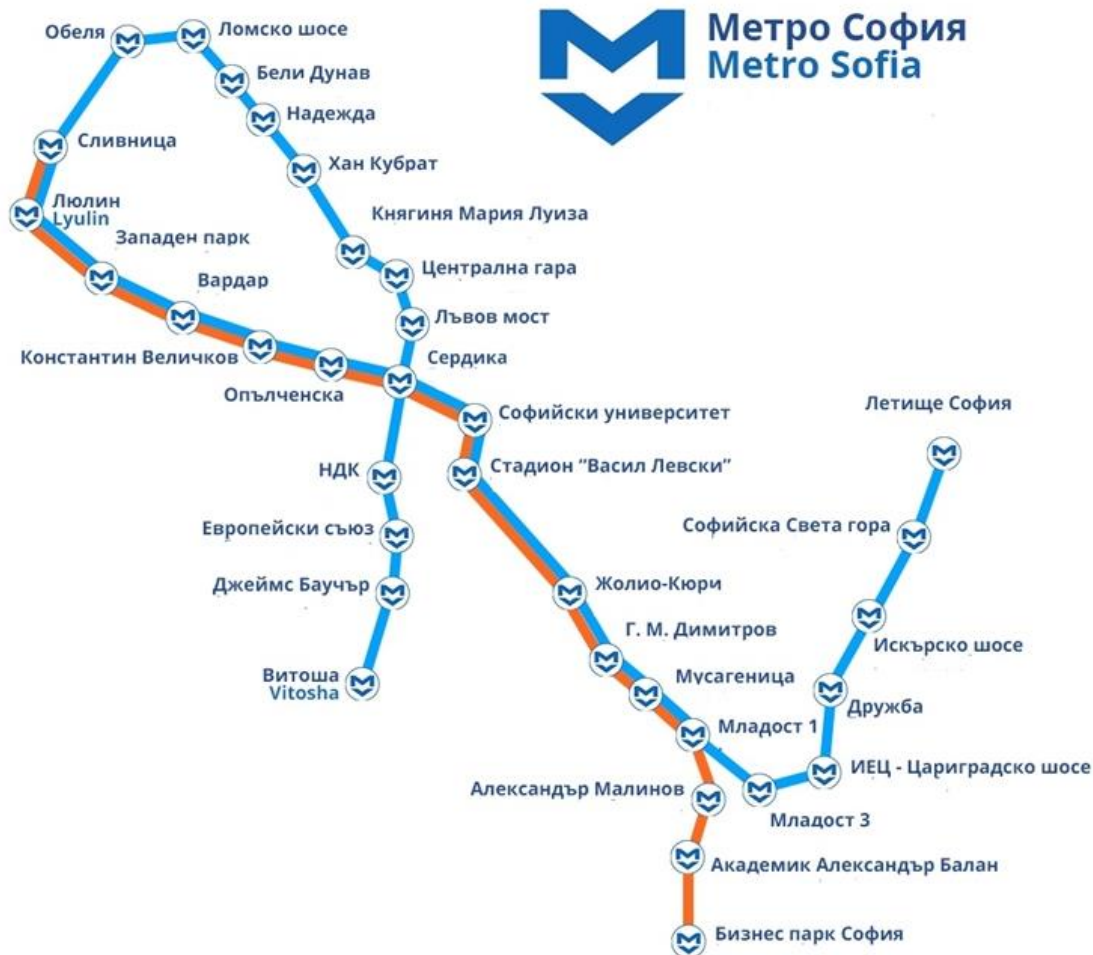 Метро София
Metro Sofia
Обеля
Ломско шосе
Бели Дунав
Надежда
Сливница
Хан Кубрат
Люлин
Lyulin
Княгиня Мария Луиза
Западен парк
Централна гара
Вардар
Лъвов мост
Константин Величков
Сердика
Опълченска
Софийски университет
Летище София
НДК
Стадион “Васил Левски”
Европейски съюз
Софийска Света гора
Джеймс Баучър
Жолио-Кюри
Г. М. Димитров
Искърско шосе
Витоша
Vitosha
Мусагеница
Дружба
Младост 1
ИЕЦ - Цариградско шосе
Александър Малинов
Младост 3
Академик Александър Балан
Бизнес парк София